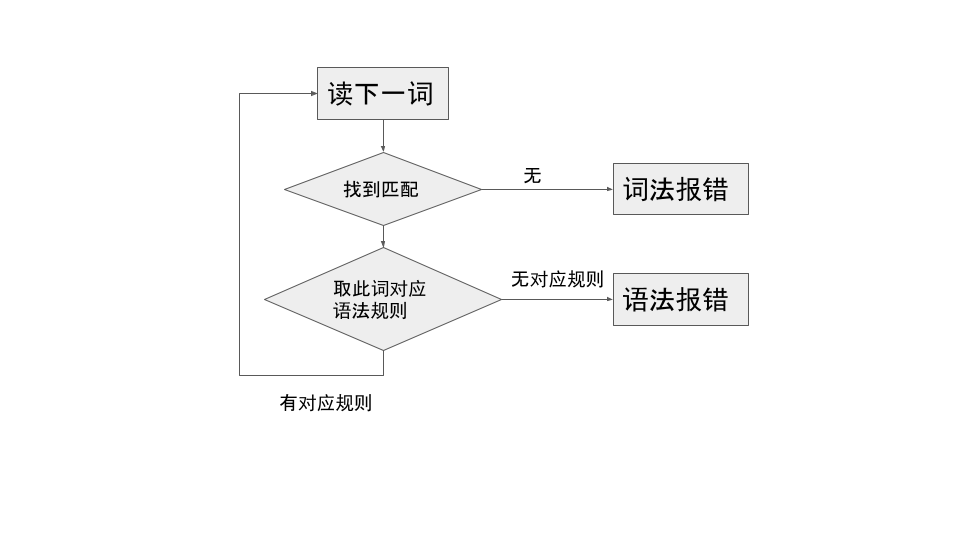 读下一词
找到匹配
无
词法报错
取此词对应
语法规则
无对应规则
语法报错
有对应规则